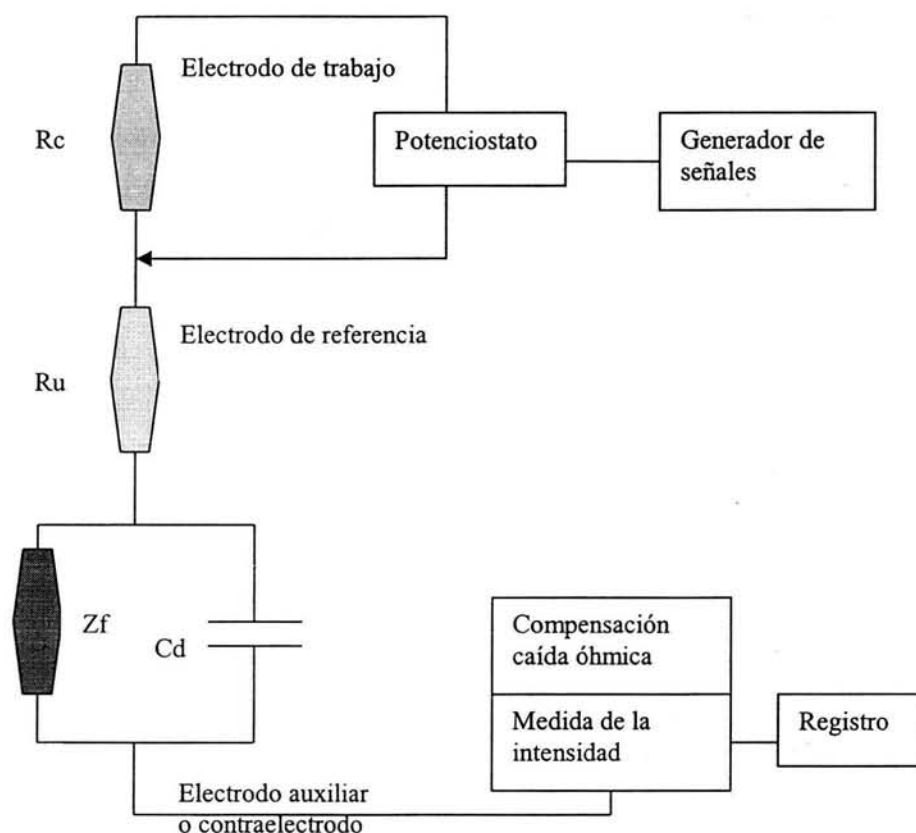 Electrodo de trabajo
Rc
Potenciostato
Generador de
señales
Electrodo de referencia
Ru
Zf
Cd
Compensación
caída óhmica
Medida de la
intensidad
Registro
Electrodo auxiliar
o contraelectrodo